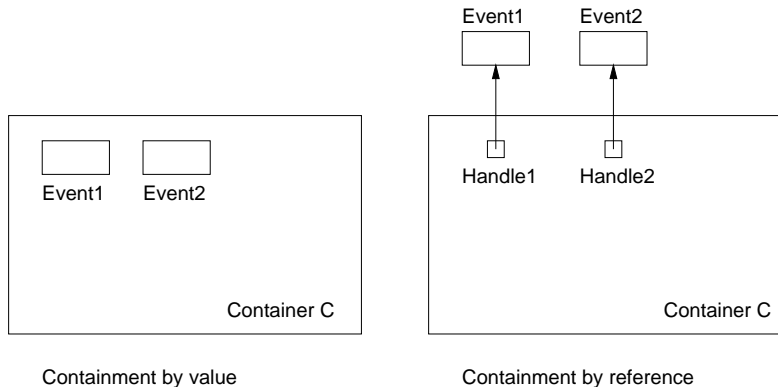 Event1 Event2
Event1 Event2
Container C
Handle1 Handle2
Container C
Containment by value
Containment by reference